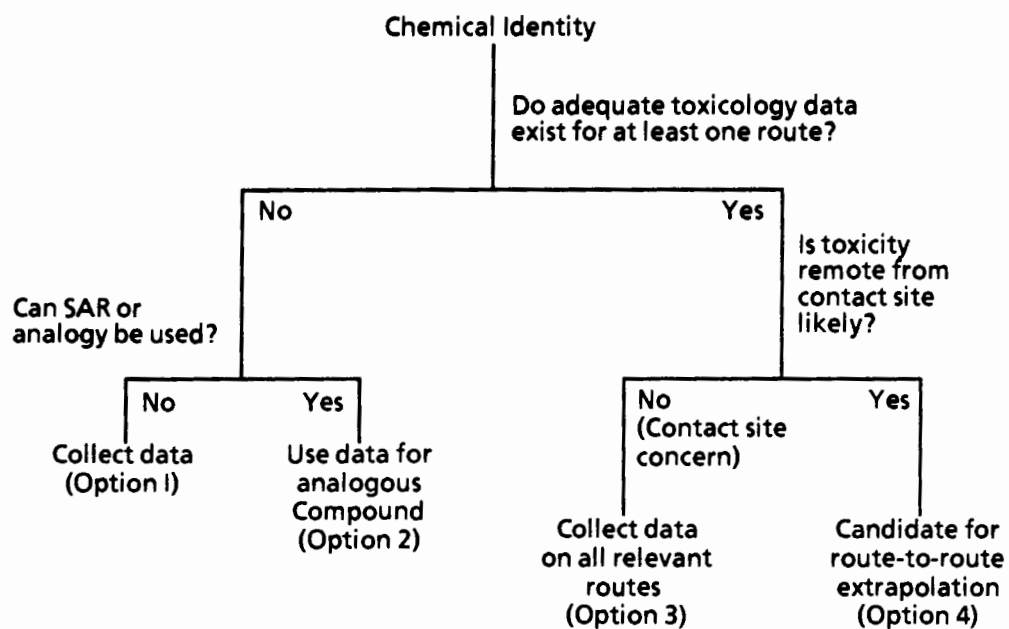 Chemical Identity
Do adequate toxicology data
exist for at least one route?
No
Yes
Is toxicity
remote from
contact site
likely?
Can SAR or
analogy be used?
No
Yes
No
(Contact site
concern)
Yes
Collect data
(Option I)
Use data for
analogous
Compound
(Option 2)
Collect data
on all relevant
routes
(Option 3)
Candidate for
route-to-route
extrapolation
(Option 4)